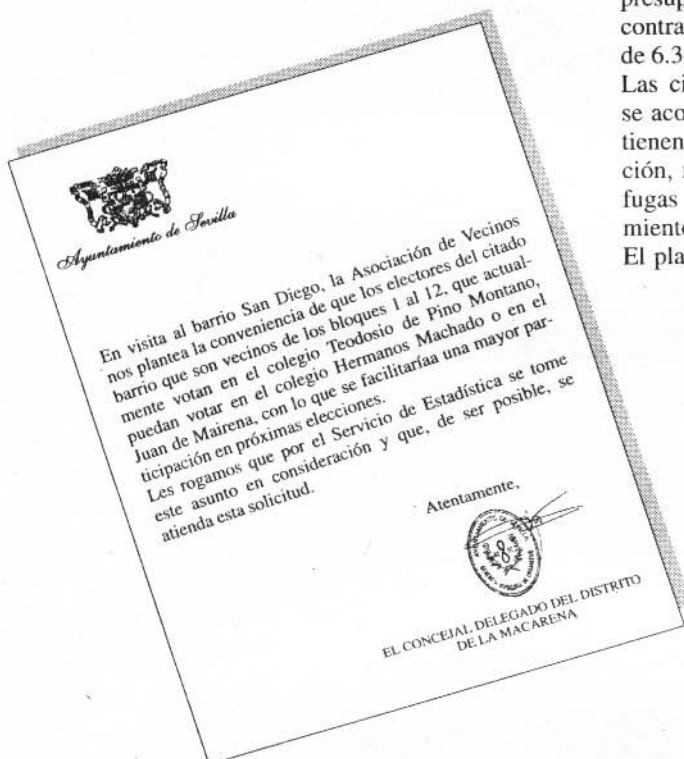 presup
contra
de 6.3
Las ci
se aco
tienen
ción,
fugas
miento
El pla
Ayuntamiento de Sevilla
En visita al barrio San Diego, la Asociación de Vecinos
nos plantea la conveniencia de que los electores del citado
barrio que son vecinos de los bloques 1 al 12, que actual-
mente votan en el colegio Teodosio de Pino Montano,
puedan votar en el colegio Hermanos Machado o en el
Juan de Mairena, con lo que se facilitaríaa una mayor par-
ticipación en próximas elecciones.
Les rogamos que por el Servicio de Estadística se tome
este asunto en consideración y que, de ser posible, se
atienda esta solicitud.
Atentamente,
EL CONCEJAL DELEGADO DEL DISTRITO
DE LA MACARENA